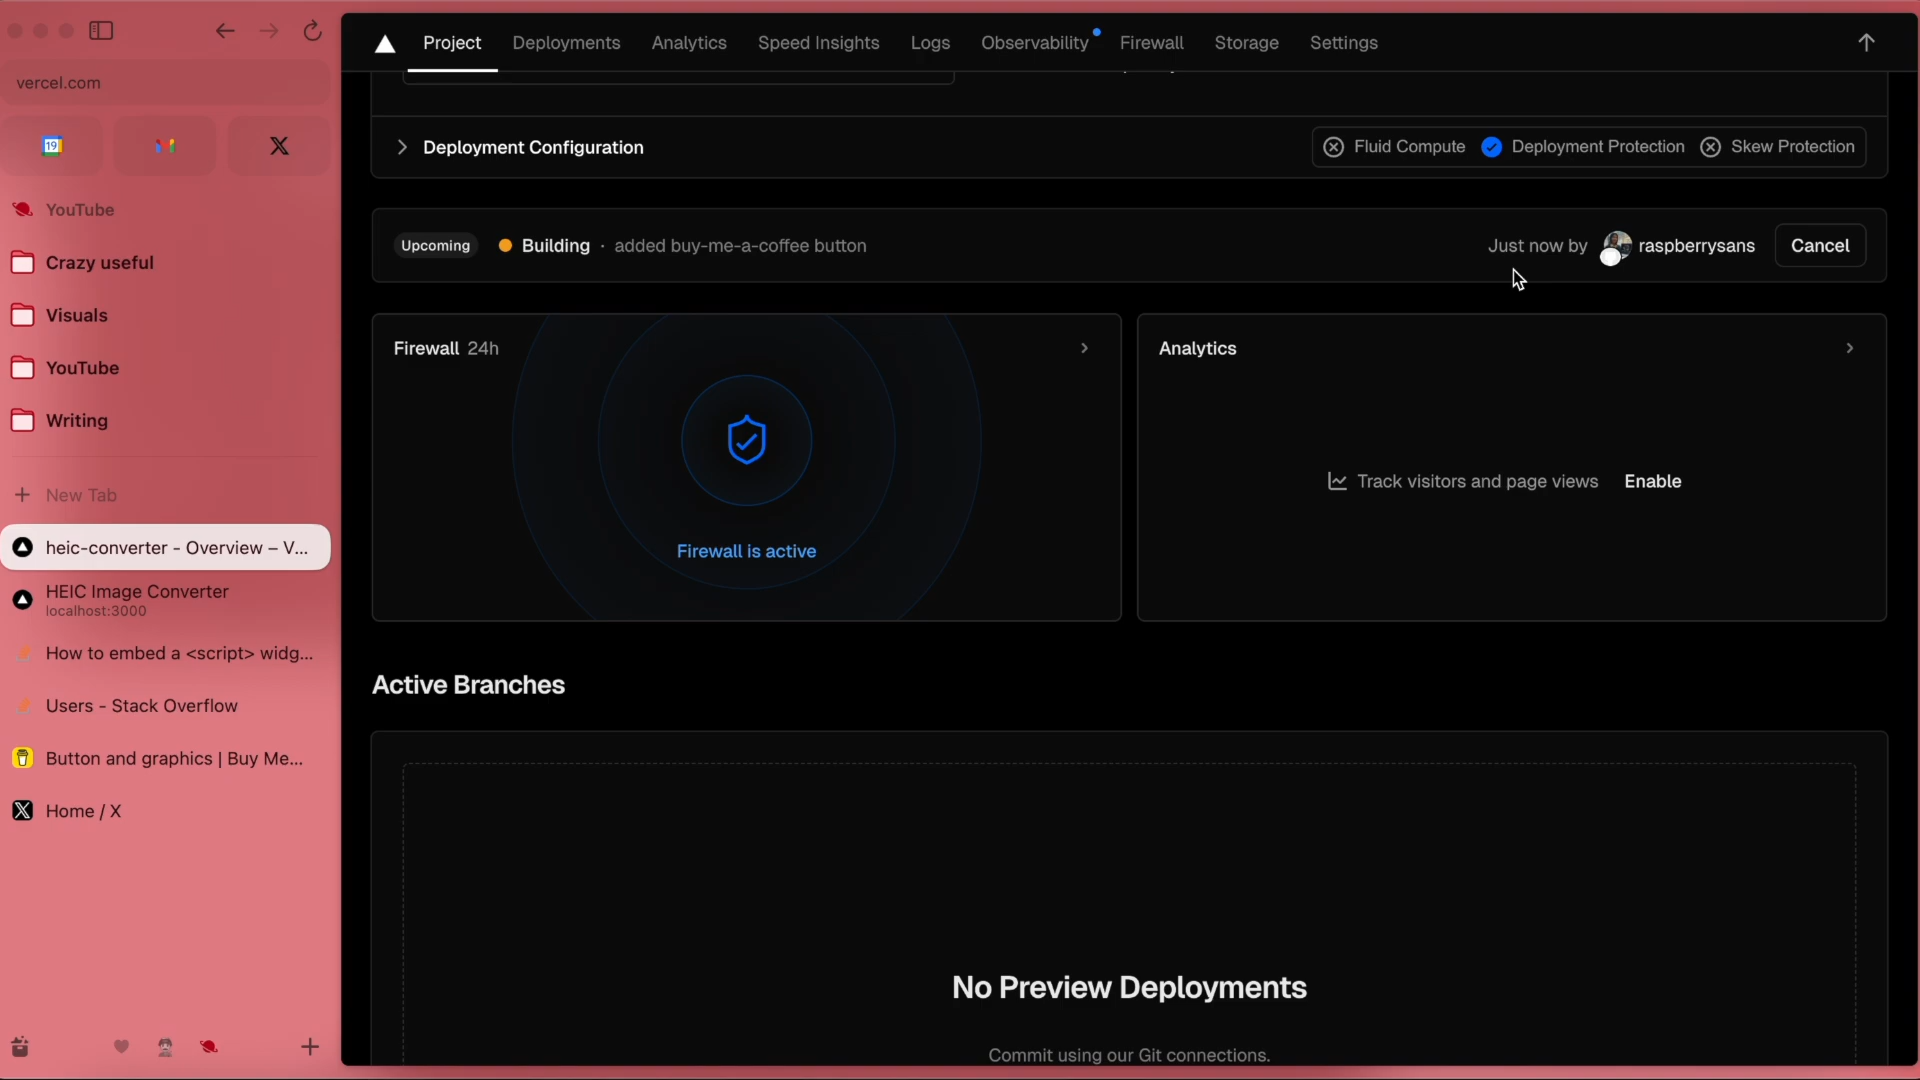 Project
Deployments
Analytics
Speed Insights
Logs
Observability
Firewall
Storage
Settings
vercel.com
19
YouTube
Crazy useful
Visuals
YouTube
Writing
New Tab
heic-converter - Overview – V...
HEIC Image Converter
localhost:3000
How to embed a <script> widg...
Users - Stack Overflow
Button and graphics | Buy Me...
Home / X
Deployment Configuration
Fluid Compute
Deployment Protection
Skew Protection
Upcoming
Building · added buy-me-a-coffee button
Just now by raspberrysans
Cancel
Firewall 24h
Firewall is active
Analytics
Track visitors and page views
Enable
Active Branches
No Preview Deployments
Commit using our Git connections.